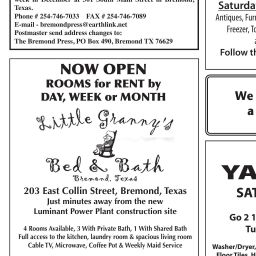 Texas.
Phone # 254-746-7033    FAX # 254-746-7089
E-mail - bremondpress@earthlink.net
Postmaster send address changes to:
The Bremond Press, PO Box 490, Bremond TX 76629
NOW OPEN
ROOMS for RENT by
DAY, WEEK or MONTH
Little Granny's
Bed & Bath
Bremond, Texas
203 East Collin Street, Bremond, Texas
Just minutes away from the new
Luminant Power Plant construction site
4 Rooms Available, 3 With Private Bath, 1 With Shared Bath
Full access to the kitchen, laundry room & spacious living room
Cable TV, Microwave, Coffee Pot & Weekly Maid Service
Saturda
Antiques, Fur
Freezer, To
Follow th
We
a
YA
SAT
Go 2 1
Tu
Washer/Dryer,